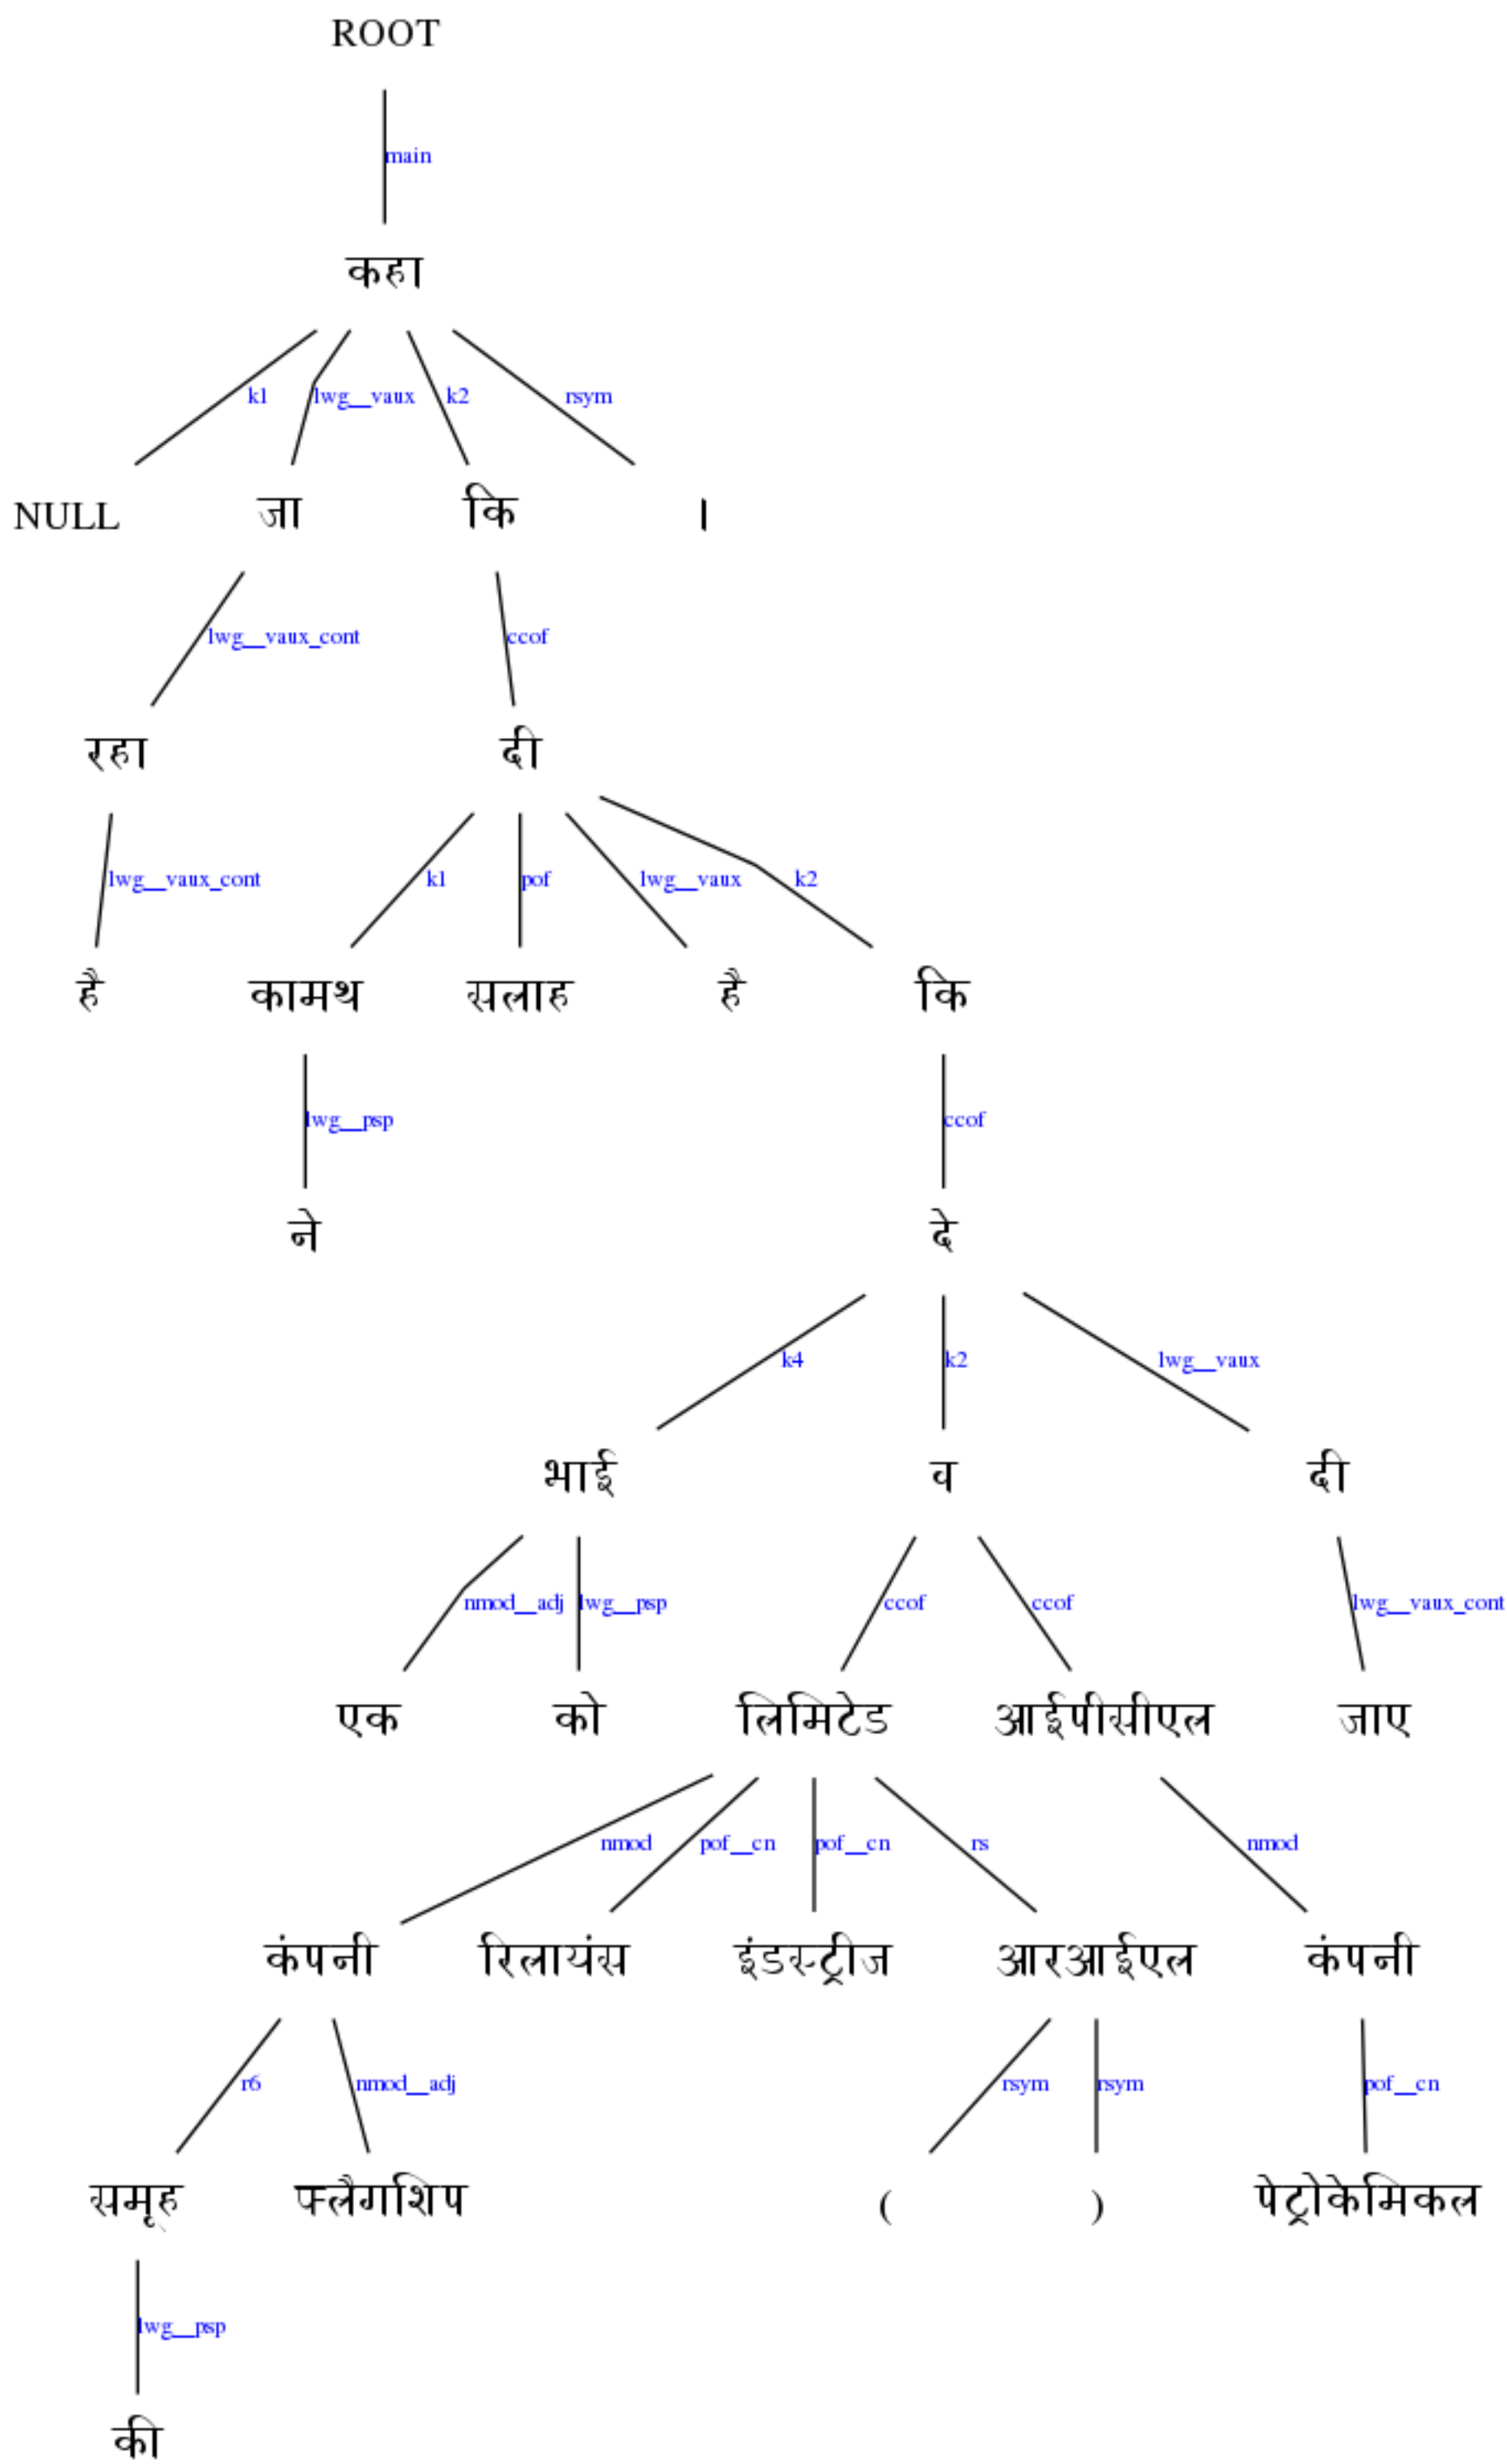 ROOT
main
कहा
k1 lwg__vaux k2 rsym
NULL जा कि ।
lwg__vaux_cont ccof
रहा दी
lwg__vaux_cont k1 pof lwg__vaux k2
है कामथ सलाह है कि
lwg__psp ccof
ने दे
k4 k2 lwg__vaux
भाई व दी
nmod__adj lwg__psp ccof ccof lwg__vaux_cont
एक को लिमिटेड आईपीसीएल जाए
nmod pof__cn pof__cn rs nmod
कंपनी रिलायंस इंडस्ट्रीज आरआईएल कंपनी
r6 nmod__adj rsym rsym pof__cn
समूह फ्लैगशिप ( ) पेट्रोकेमिकल
lwg__psp
की